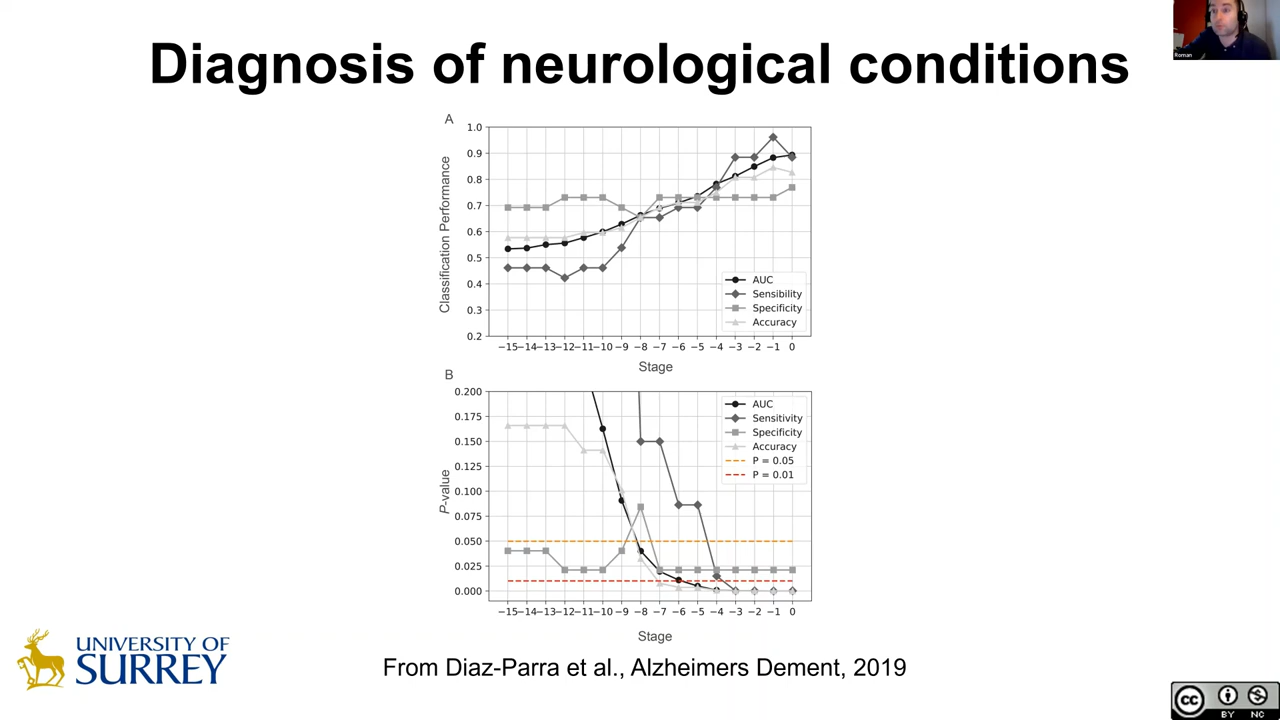 Diagnosis of neurological conditions
Roman
A
1.0
0.9
0.8
0.7
0.6
0.5
0.4
0.3
0.2
Classification Performance
AUC
Sensibility
Specificity
Accuracy
−15 −14 −13 −12 −11 −10 −9 −8 −7 −6 −5 −4 −3 −2 −1 0
Stage
B
0.200
0.175
0.150
0.125
0.100
0.075
0.050
0.025
0.000
P-value
AUC
Sensitivity
Specificity
Accuracy
P = 0.05
P = 0.01
−15 −14 −13 −12 −11 −10 −9 −8 −7 −6 −5 −4 −3 −2 −1 0
Stage
UNIVERSITY OF
SURREY
From Diaz-Parra et al., Alzheimers Dement, 2019
cc
BY NC